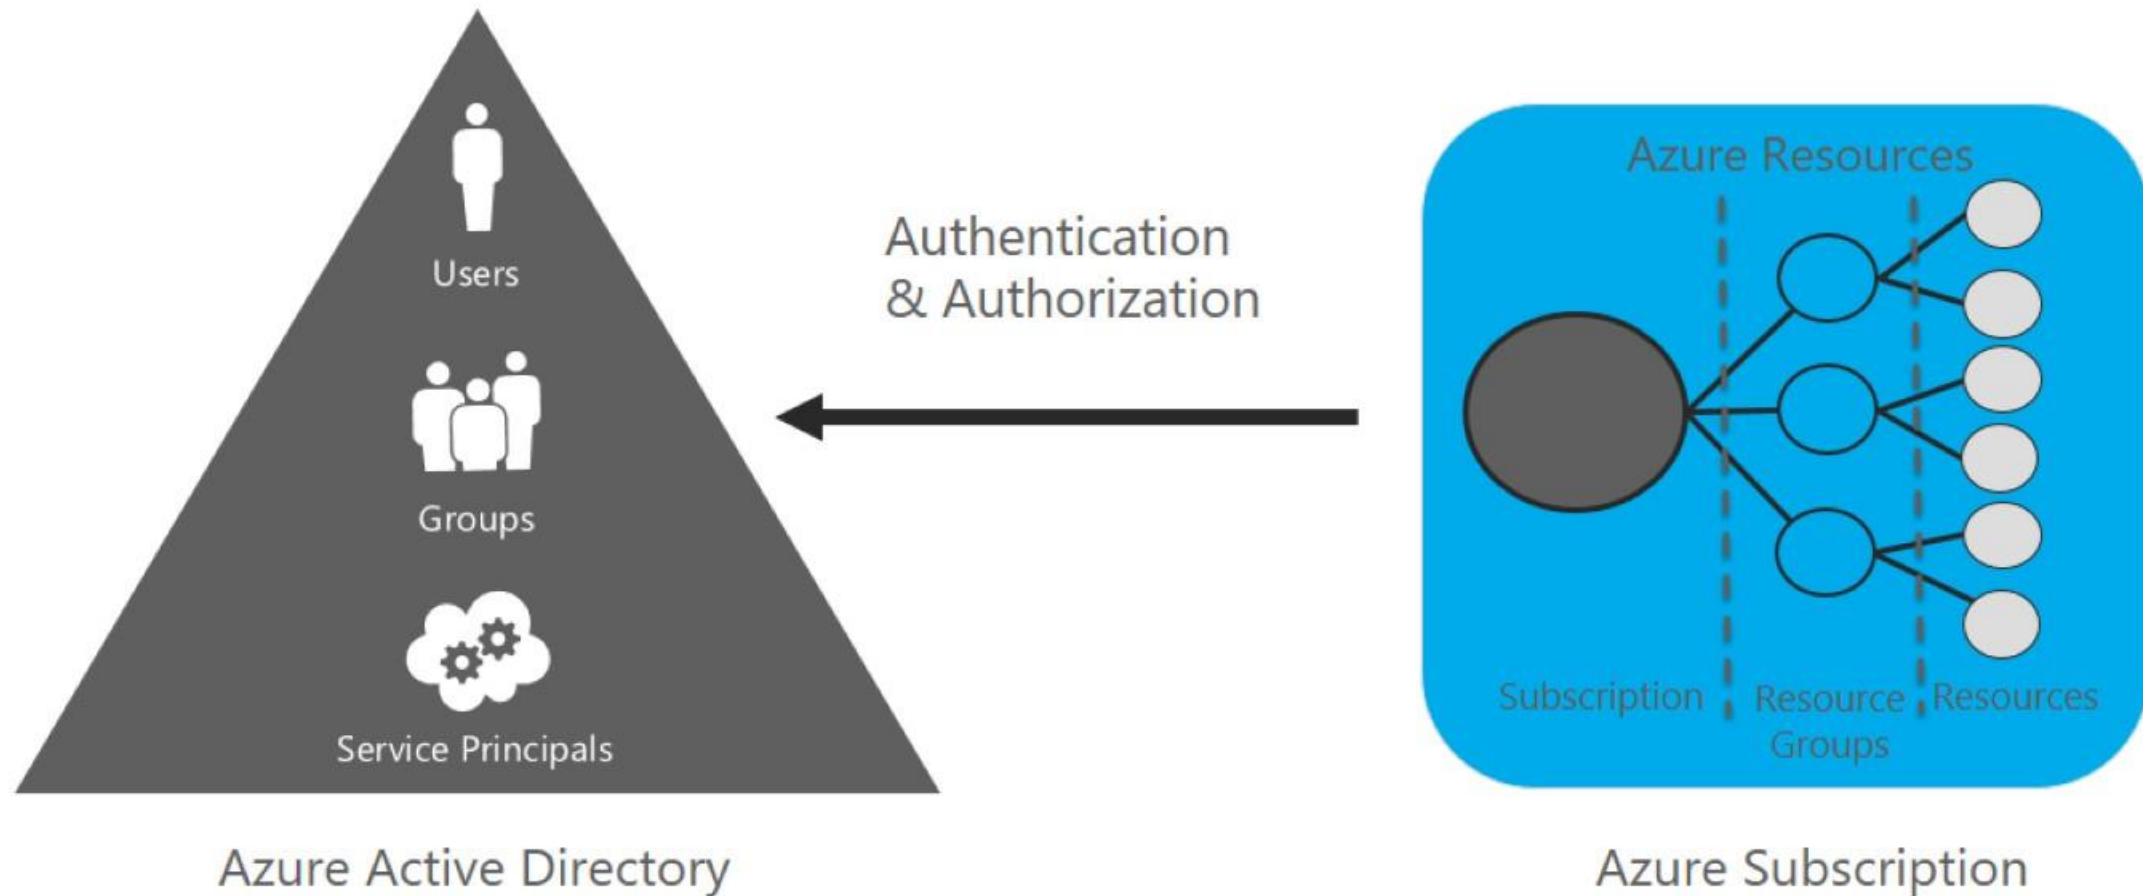 Users
Groups
Service Principals
Azure Active Directory
Authentication
& Authorization
Azure Resources
Subscription
Resource
Groups
Resources
Azure Subscription